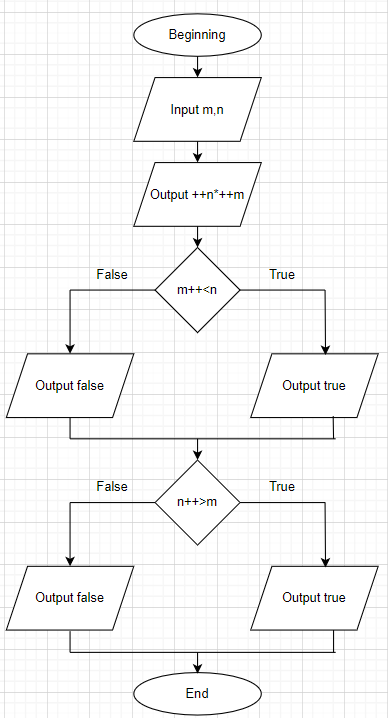 Beginning
Input m,n
Output ++n*++m
False
True
m++<n
Output false
Output true
False
True
n++>m
Output false
Output true
End